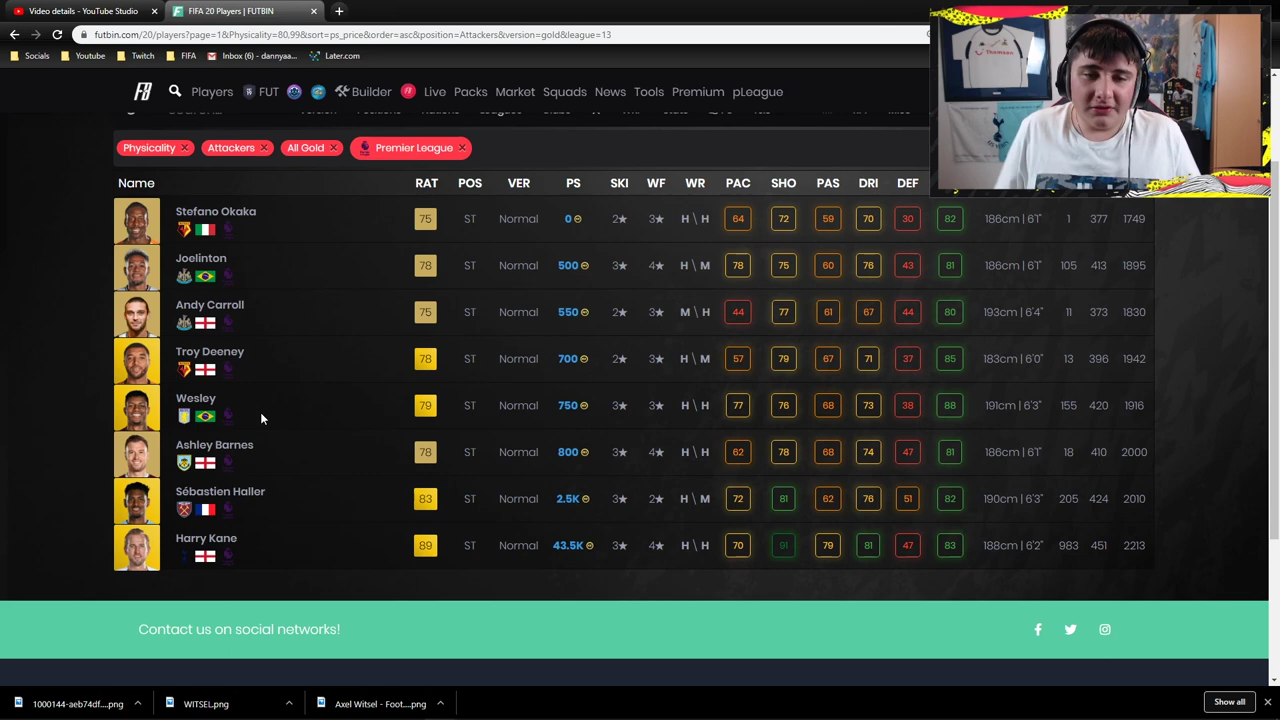 Video details - YouTube Studio
FIFA 20 Players | FUTBIN
futbin.com/20/players?page=1&Physicality=80,99&sort=ps_price&order=asc&position=Attackers&version=gold&league=13
Socials Youtube Twitch FIFA Inbox (6) - dannyaa... Later.com
Players FUT Builder Live Packs Market Squads News Tools Premium pLeague
Physicality Attackers All Gold Premier League
Name RAT POS VER PS SKI WF WR PAC SHO PAS DRI DEF
Stefano Okaka 75 ST Normal 0 2★ 3★ H \ H 64 72 59 70 30 82 186cm | 6'1" 1 377 1749
Joelinton 78 ST Normal 500 3★ 4★ H \ M 78 75 60 76 43 81 186cm | 6'1" 105 413 1895
Andy Carroll 75 ST Normal 550 2★ 3★ M \ H 44 77 61 67 44 80 193cm | 6'4" 11 373 1830
Troy Deeney 78 ST Normal 700 2★ 3★ H \ M 57 79 67 71 37 85 183cm | 6'0" 13 396 1942
Wesley 79 ST Normal 750 3★ 3★ H \ H 77 76 68 73 38 88 191cm | 6'3" 155 420 1916
Ashley Barnes 78 ST Normal 800 3★ 4★ H \ H 62 78 68 74 47 81 186cm | 6'1" 18 410 2000
Sébastien Haller 83 ST Normal 2.5K 3★ 2★ H \ M 72 81 62 76 51 82 190cm | 6'3" 205 424 2010
Harry Kane 89 ST Normal 43.5K 3★ 4★ H \ H 70 91 79 81 47 83 188cm | 6'2" 983 451 2213
Contact us on social networks!
1000144-aeb74df....png WITSEL.png Axel Witsel - Foot....png Show all